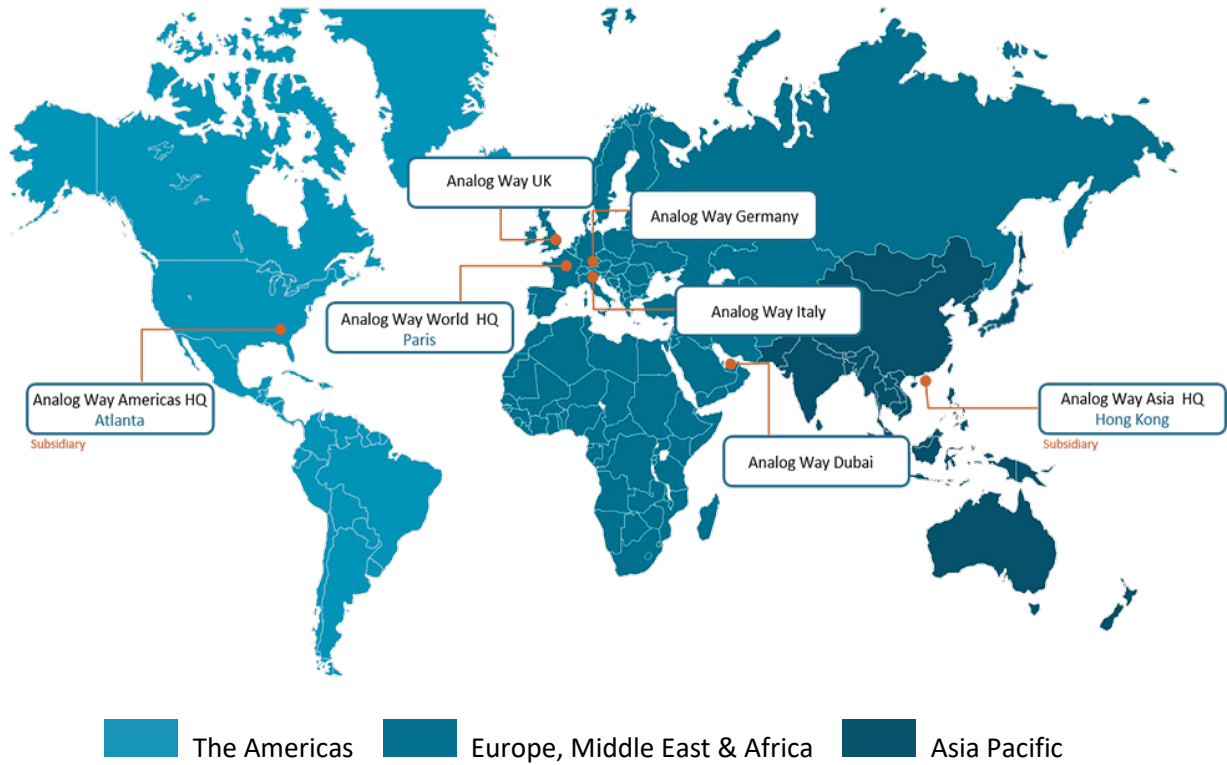 Analog Way UK
Analog Way Germany
Analog Way World HQ
Paris
Analog Way Italy
Analog Way Americas HQ
Atlanta
Subsidiary
Analog Way Asia HQ
Hong Kong
Subsidiary
Analog Way Dubai
The Americas
Europe, Middle East & Africa
Asia Pacific